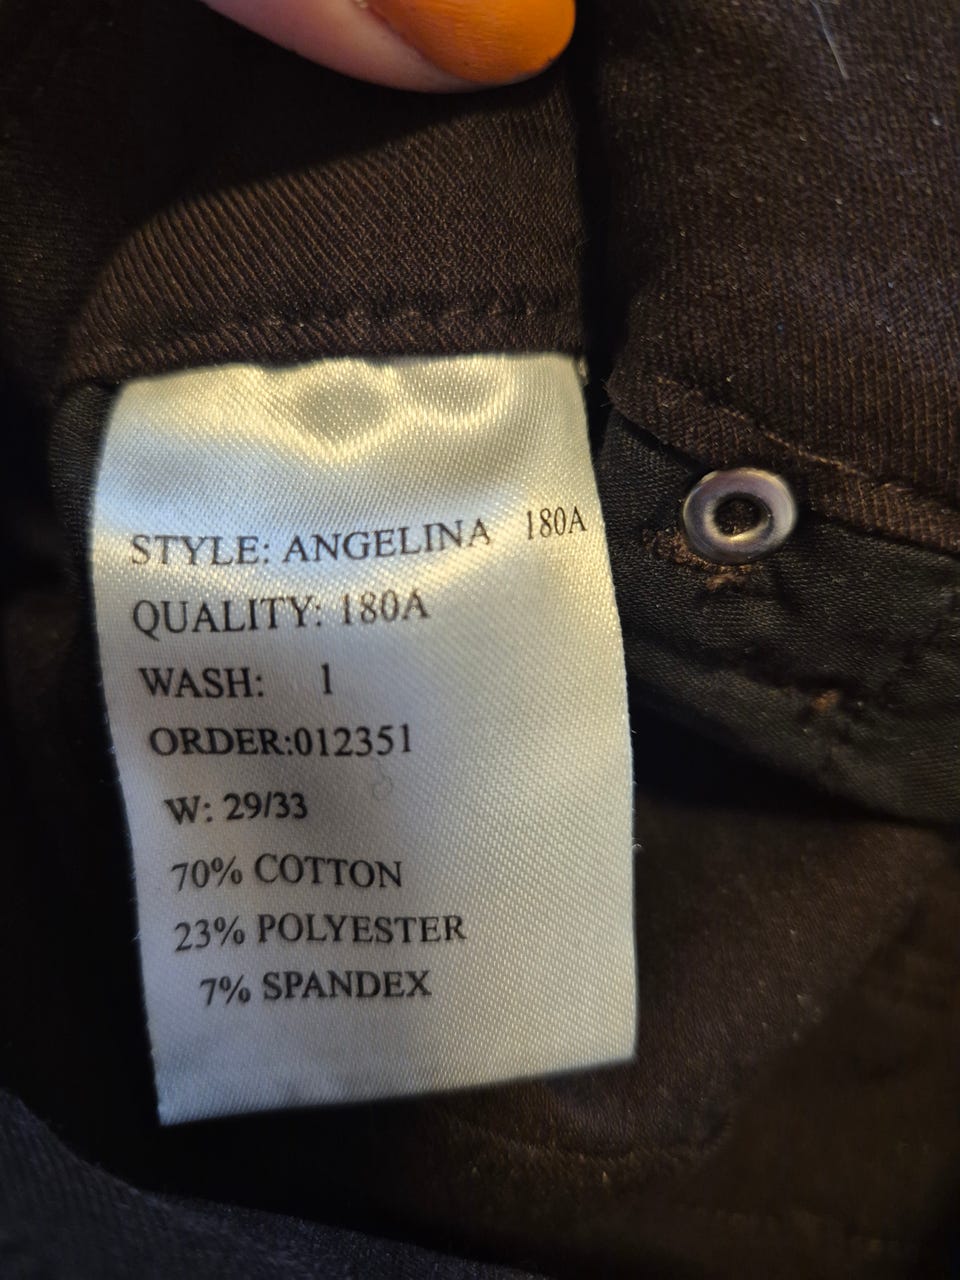 STYLE: ANGELINA 180A
QUALITY: 180A
WASH: 1
ORDER:012351
W: 29/33
70% COTTON
23% POLYESTER
7% SPANDEX